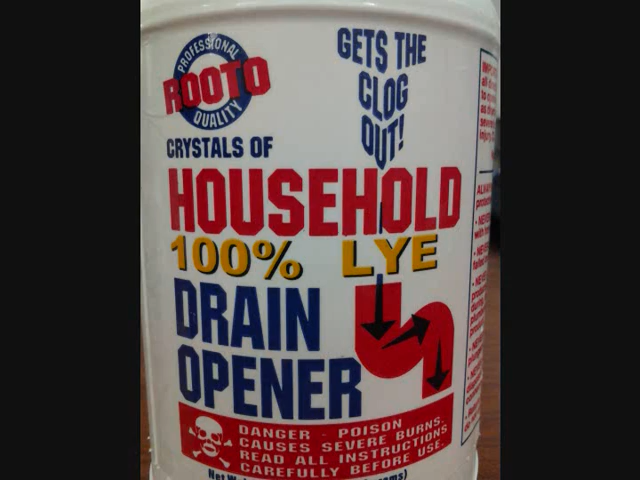 PROFESSIONAL
ROOTO
QUALITY
GETS THE
CLOG
OUT!
CRYSTALS OF
HOUSEHOLD
100% LYE
DRAIN
OPENER
DANGER - POISON
CAUSES SEVERE BURNS.
READ ALL INSTRUCTIONS
CAREFULLY BEFORE USE.
Net